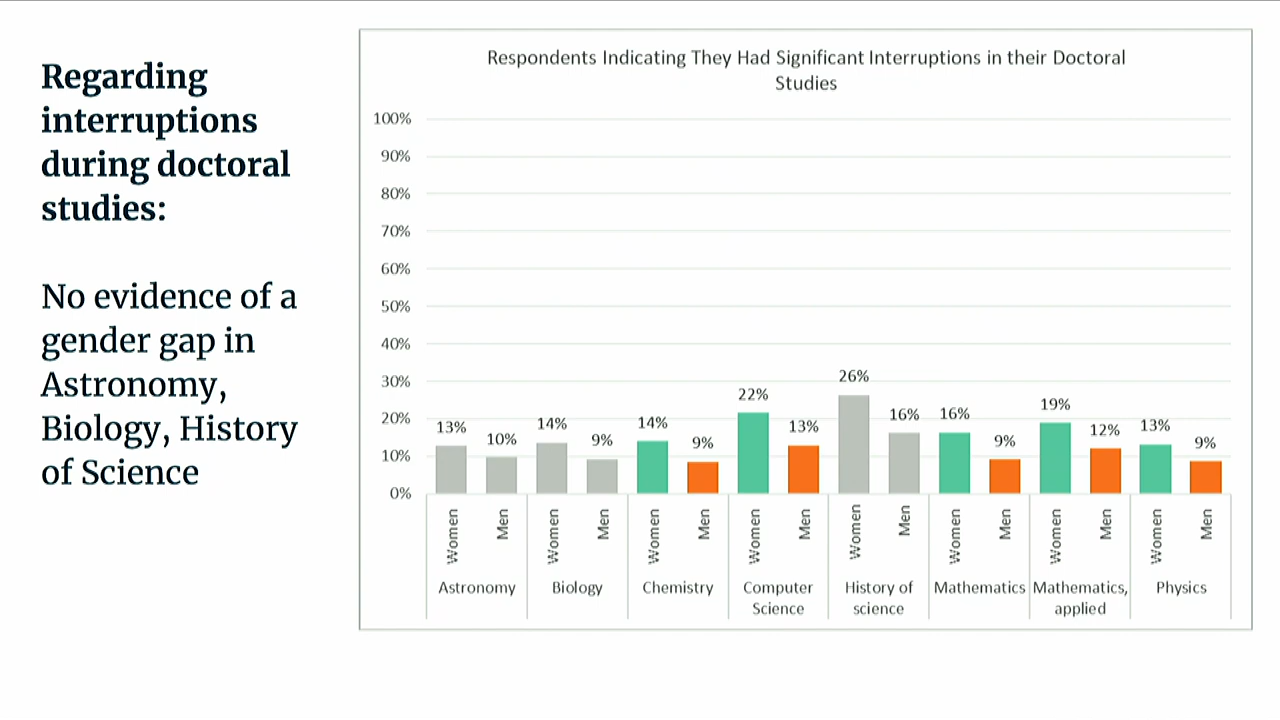 Regarding
interruptions
during doctoral
studies:
No evidence of a
gender gap in
Astronomy,
Biology, History
of Science
Respondents Indicating They Had Significant Interruptions in their Doctoral
Studies
100%
90%
80%
70%
60%
50%
40%
30%
20%
10%
0%
13%
10%
14%
9%
14%
9%
22%
13%
26%
16%
16%
9%
19%
12%
13%
9%
Women
Men
Women
Men
Women
Men
Women
Men
Women
Men
Women
Men
Women
Men
Women
Men
Astronomy
Biology
Chemistry
Computer
Science
History of
science
Mathematics
Mathematics,
applied
Physics